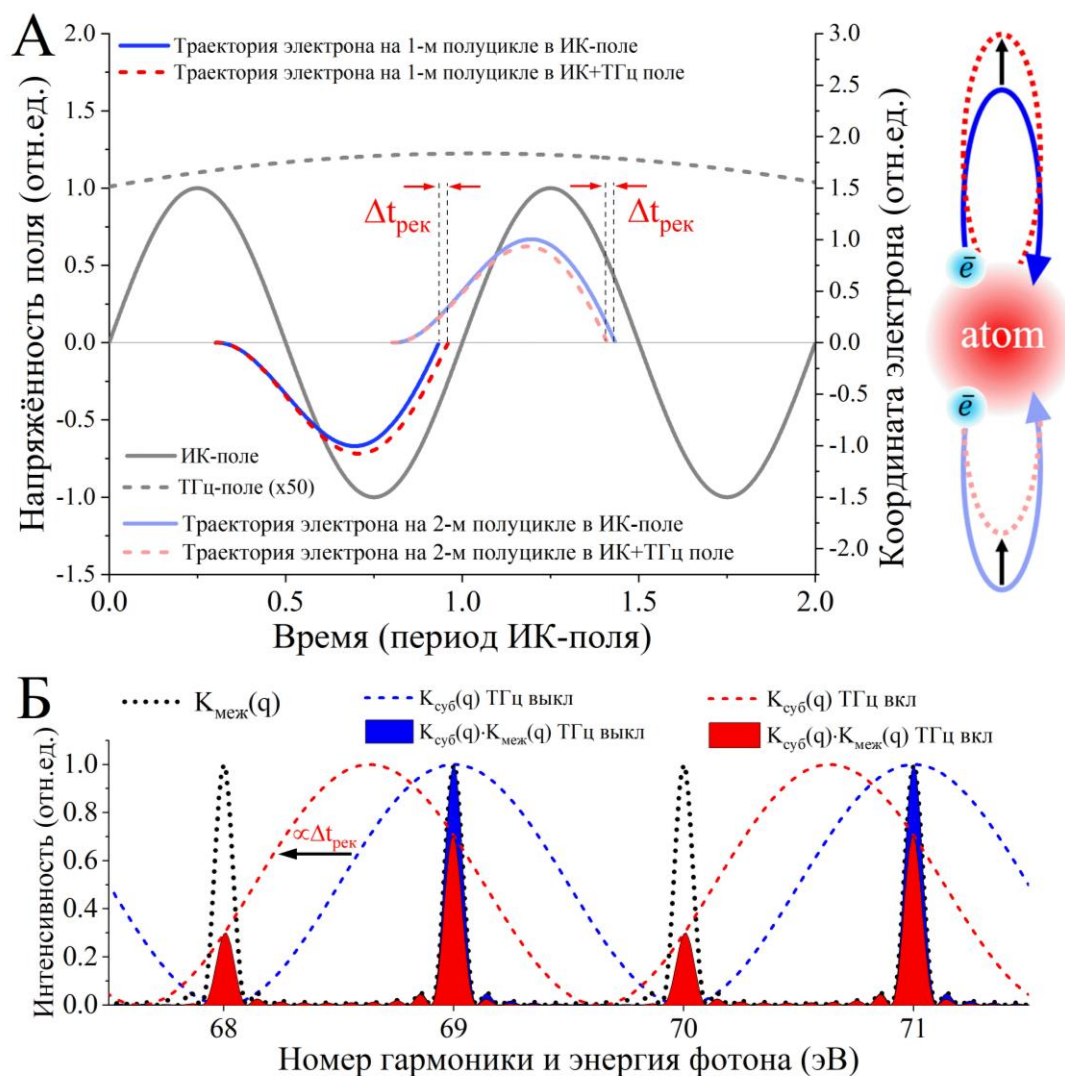 А
Напряжённость поля (отн.ед.)
2.0
1.5
1.0
0.5
0.0
-0.5
-1.0
-1.5
Траектория электрона на 1-м полуцикле в ИК-поле
Траектория электрона на 1-м полуцикле в ИК+ТГц поле
Δtрек
Δtрек
ИК-поле
ТГц-поле (x50)
Траектория электрона на 2-м полуцикле в ИК-поле
Траектория электрона на 2-м полуцикле в ИК+ТГц поле
0.0 0.5 1.0 1.5 2.0
Время (период ИК-поля)
3.0
2.5
2.0
1.5
1.0
0.5
0.0
-0.5
-1.0
-1.5
-2.0
Координата электрона (отн.ед.)
ē
atom
ē
Б
Kмеж(q)
Kсуб(q) ТГц выкл
Kсуб(q)·Kмеж(q) ТГц выкл
Kсуб(q) ТГц вкл
Kсуб(q)·Kмеж(q) ТГц вкл
Интенсивность (отн.ед.)
1.0
0.8
0.6
0.4
0.2
0.0
∝Δtрек
68 69 70 71
Номер гармоники и энергия фотона (эВ)